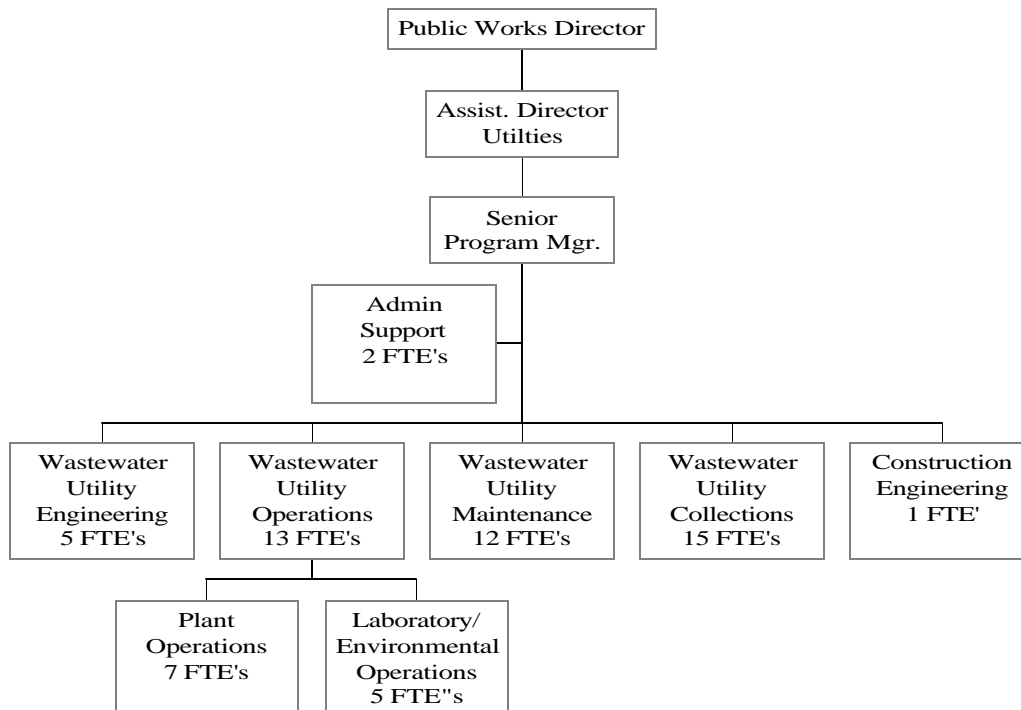 Public Works Director
Assist. Director
Utilties
Senior
Program Mgr.
Admin
Support
2 FTE's
Wastewater
Utility
Engineering
5 FTE's
Wastewater
Utility
Operations
13 FTE's
Wastewater
Utility
Maintenance
12 FTE's
Wastewater
Utility
Collections
15 FTE's
Construction
Engineering
1 FTE'
Plant
Operations
7 FTE's
Laboratory/
Environmental
Operations
5 FTE"s